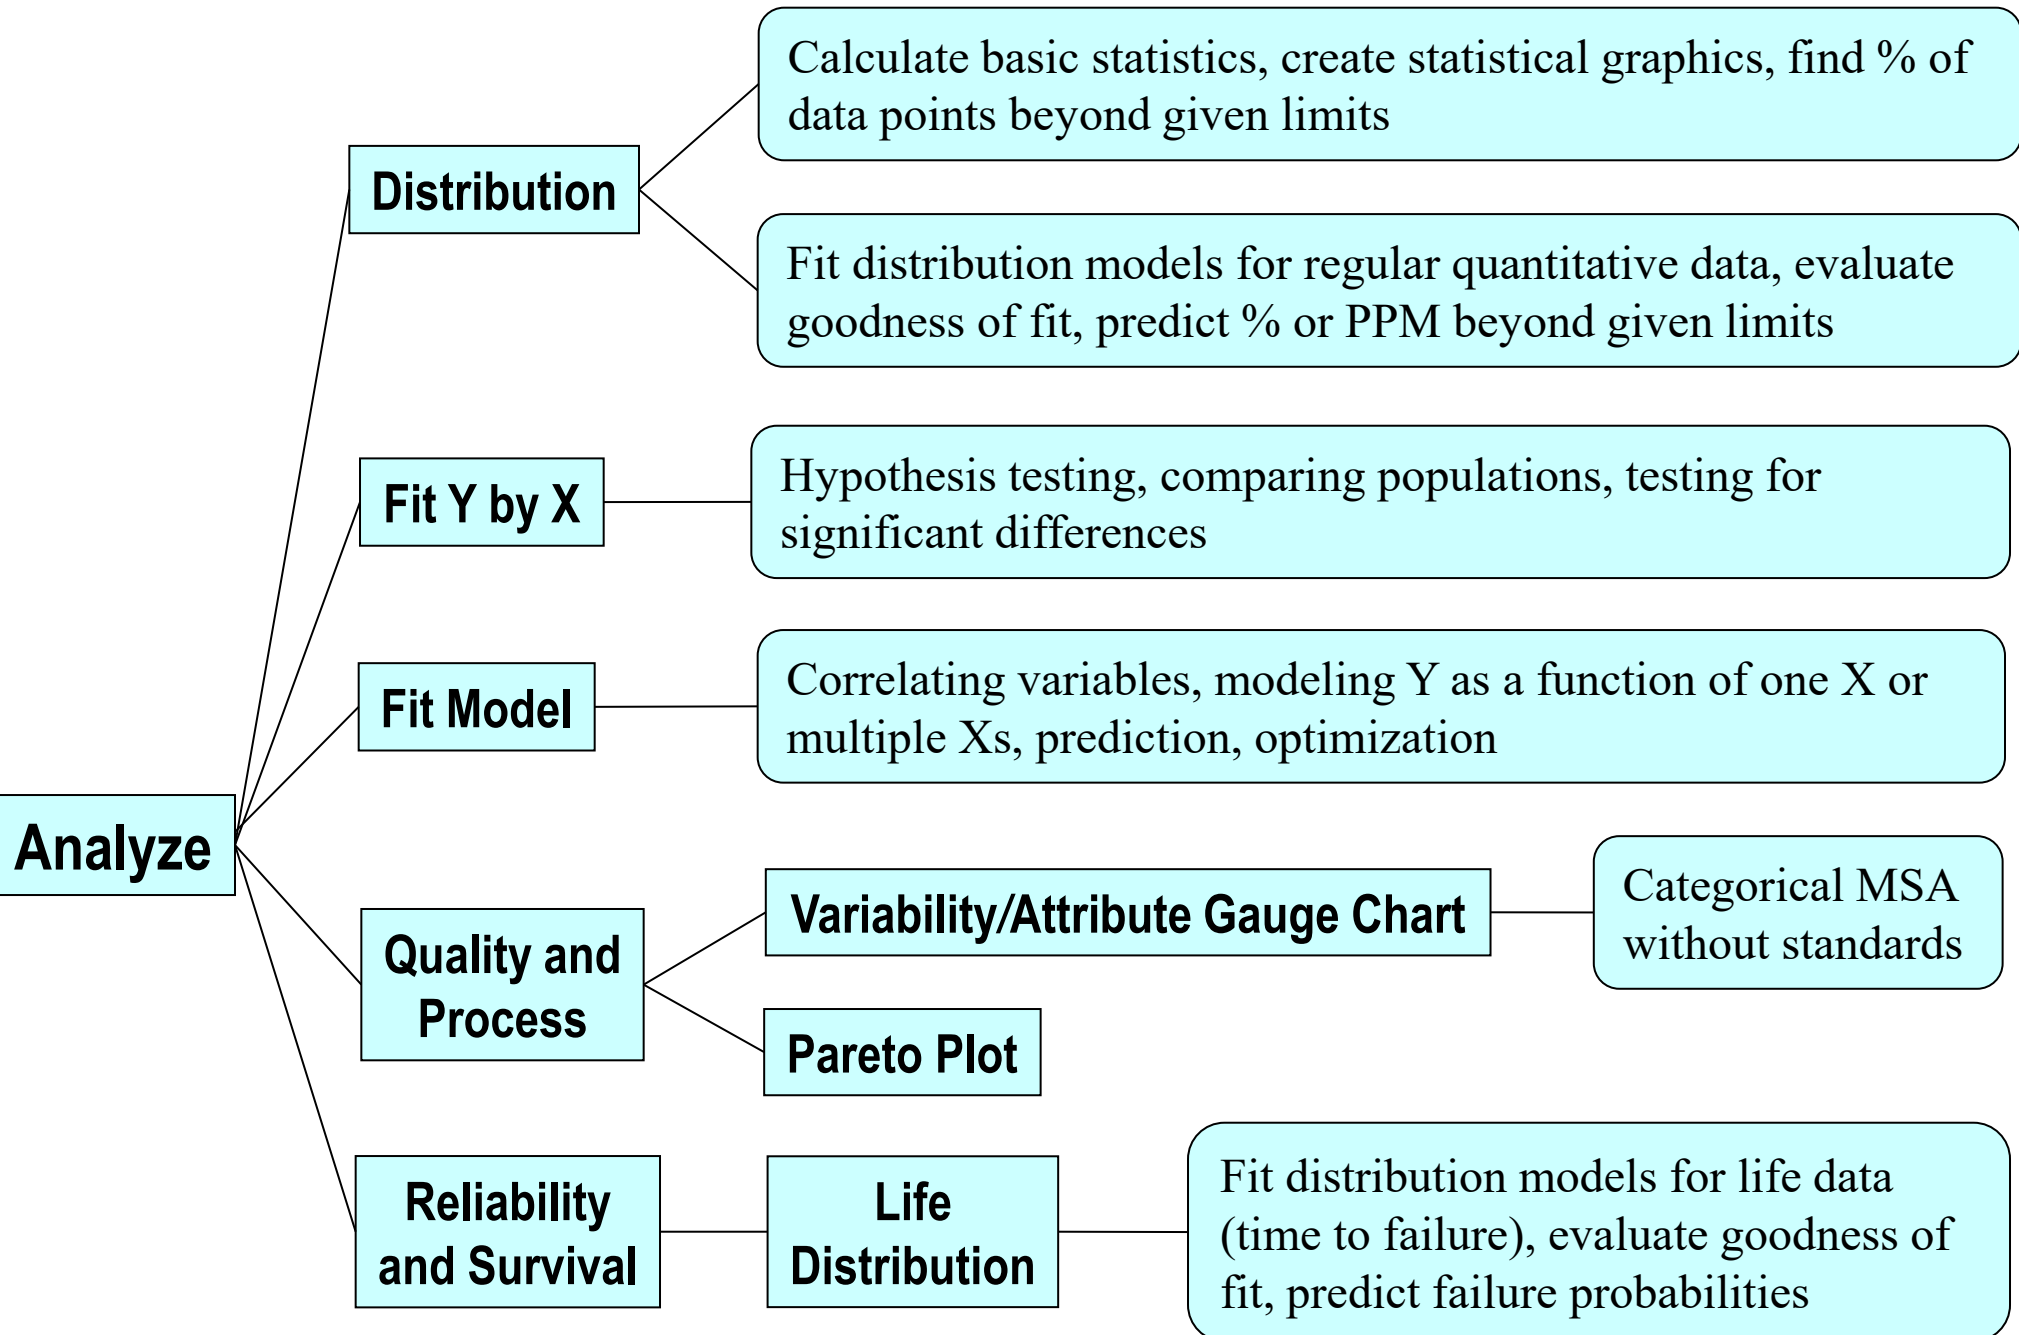 Calculate basic statistics, create statistical graphics, find % of
data points beyond given limits
Distribution
Fit distribution models for regular quantitative data, evaluate
goodness of fit, predict % or PPM beyond given limits
Fit Y by X
Hypothesis testing, comparing populations, testing for
significant differences
Fit Model
Correlating variables, modeling Y as a function of one X or
multiple Xs, prediction, optimization
Analyze
Quality and
Process
Variability/Attribute Gauge Chart
Categorical MSA
without standards
Pareto Plot
Reliability
and Survival
Life
Distribution
Fit distribution models for life data
(time to failure), evaluate goodness of
fit, predict failure probabilities